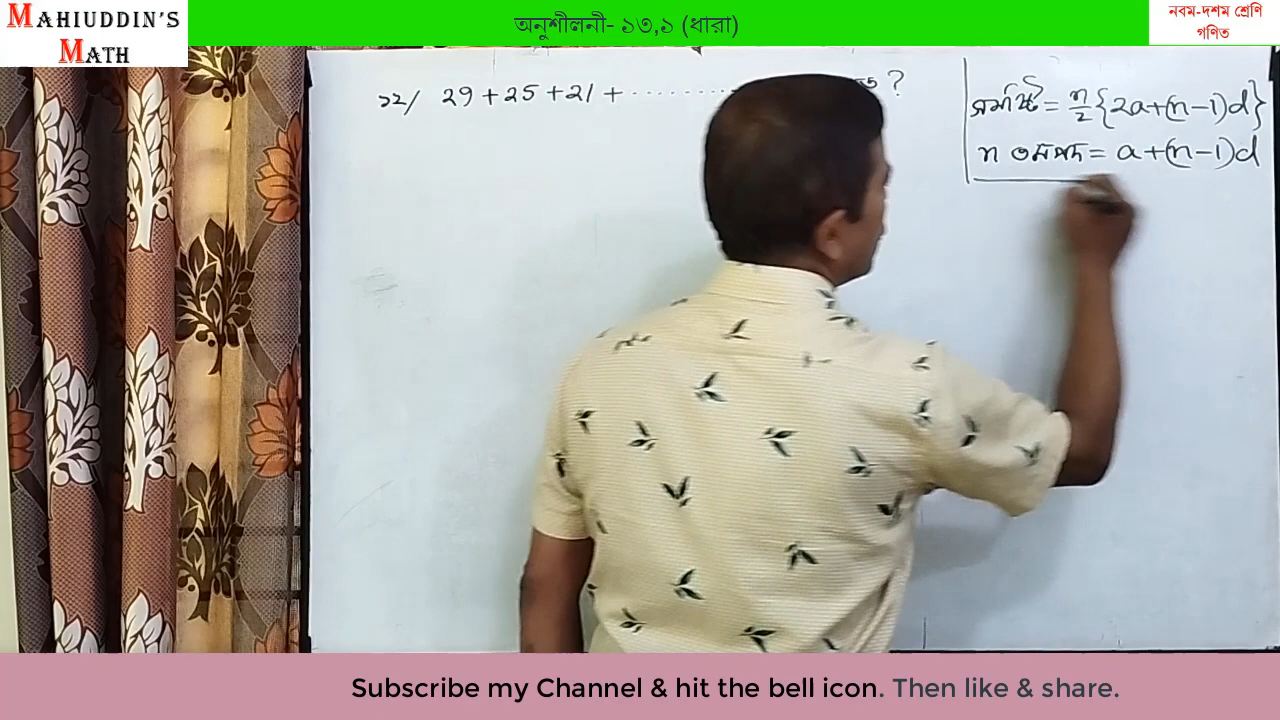 MAHIUDDIN'S
MATH
অনুশীলনী- ১৩,১ (ধারা)
নবম-দশম শ্রেণি
গণিত
১২/ 29 + 25 + 21 + ........ ?
সমষ্টি = n/2 {2a+(n-1)d}
n তম পদ = a+(n-1)d
Subscribe my Channel & hit the bell icon. Then like & share.